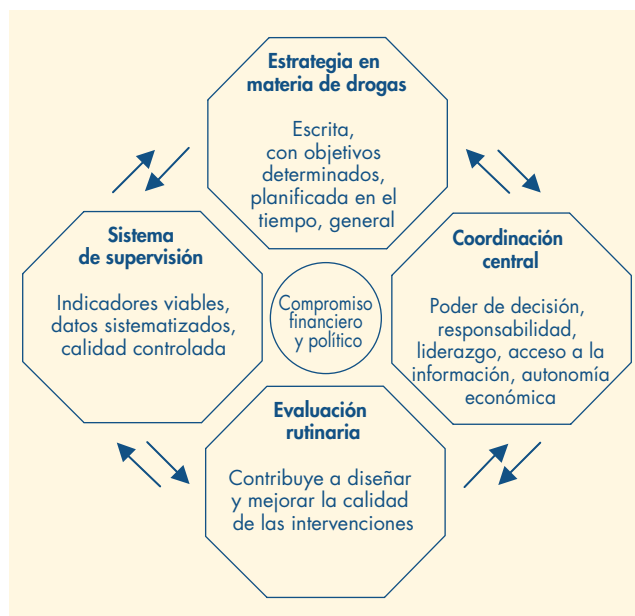 Estrategia en
materia de drogas
Escrita,
con objetivos
determinados,
planificada en el
tiempo, general
Sistema
de supervisión
Indicadores viables,
datos sistematizados,
calidad controlada
Compromiso
financiero
y político
Coordinación
central
Poder de decisión,
responsabilidad,
liderazgo, acceso a la
información, autonomía
económica
Evaluación
rutinaria
Contribuye a diseñar
y mejorar la calidad
de las intervenciones